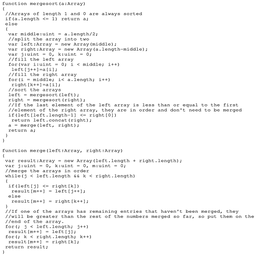 function mergesort(a:Array)
{
//Arrays of length 1 and 0 are always sorted
if(a.length <= 1) return a;
else
{
var middle:uint = a.length/2;
//split the array into two
var left:Array = new Array(middle);
var right:Array = new Array(a.length-middle);
var j:uint = 0, k:uint = 0;
//fill the left array
for(var i:uint = 0; i < middle; i++)
left[j++]=a[i];
//fill the right array
for(i = middle; i< a.length; i++)
right[k++]=a[i];
//sort the arrays
left = mergesort(left);
right = mergesort(right);
//If the last element of the left array is less than or equal to the first
//element of the right array, they are in order and don't need to be merged
if(left[left.length-1] <= right[0])
return left.concat(right);
a = merge(left, right);
return a;
}
}
function merge(left:Array, right:Array)
{
var result:Array = new Array(left.length + right.length);
var j:uint = 0, k:uint = 0, m:uint = 0;
//merge the arrays in order
while(j < left.length && k < right.length)
{
if(left[j] <= right[k])
result[m++] = left[j++];
else
result[m++] = right[k++];
}
//If one of the arrays has remaining entries that haven't been merged, they
//will be greater than the rest of the numbers merged so far, so put them on the
//end of the array.
for(; j < left.length; j++)
result[m++] = left[j];
for(; k < right.length; k++)
result[m++] = right[k];
return result;
}